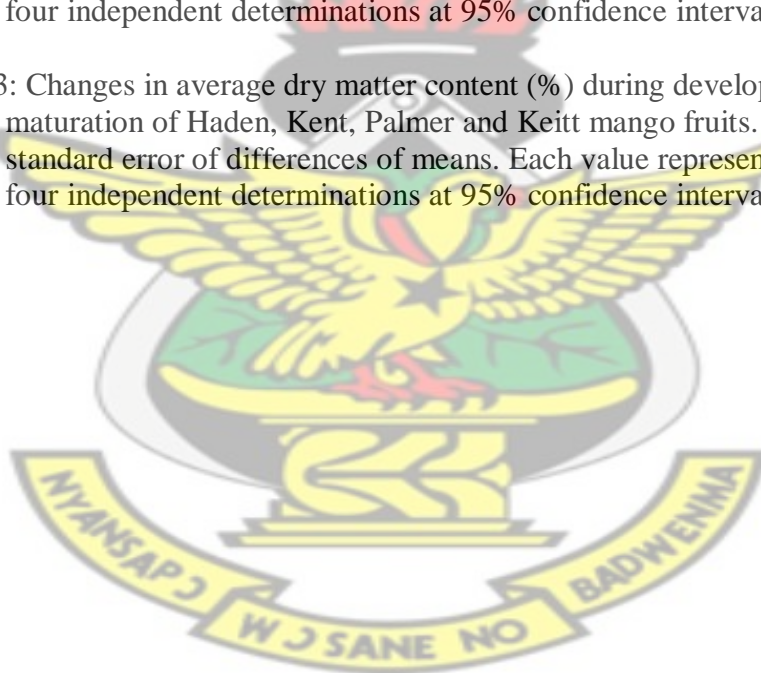 four independent determinations at 95% confidence interva
3: Changes in average dry matter content (%) during develop
maturation of Haden, Kent, Palmer and Keitt mango fruits.
standard error of differences of means. Each value represen
four independent determinations at 95% confidence interva
NYANSAPƆ
WƆSANE NO
BADWENMA